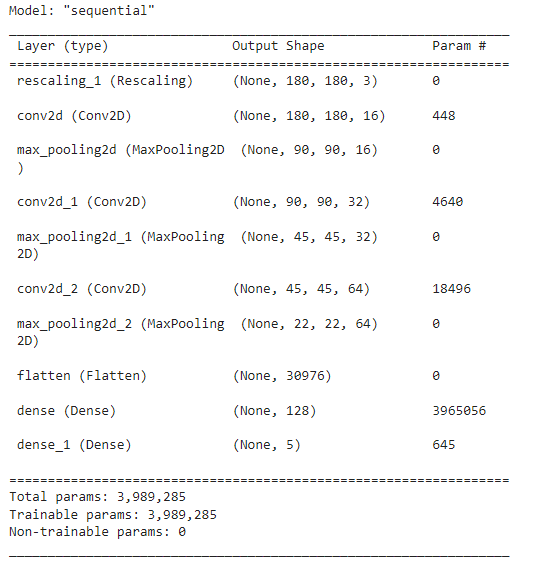 Model: "sequential"
_________________________________________________________________
Layer (type) Output Shape Param #
=================================================================
rescaling_1 (Rescaling) (None, 180, 180, 3) 0
conv2d (Conv2D) (None, 180, 180, 16) 448
max_pooling2d (MaxPooling2D (None, 90, 90, 16) 0
)
conv2d_1 (Conv2D) (None, 90, 90, 32) 4640
max_pooling2d_1 (MaxPooling (None, 45, 45, 32) 0
2D)
conv2d_2 (Conv2D) (None, 45, 45, 64) 18496
max_pooling2d_2 (MaxPooling (None, 22, 22, 64) 0
2D)
flatten (Flatten) (None, 30976) 0
dense (Dense) (None, 128) 3965056
dense_1 (Dense) (None, 5) 645
=================================================================
Total params: 3,989,285
Trainable params: 3,989,285
Non-trainable params: 0
_________________________________________________________________